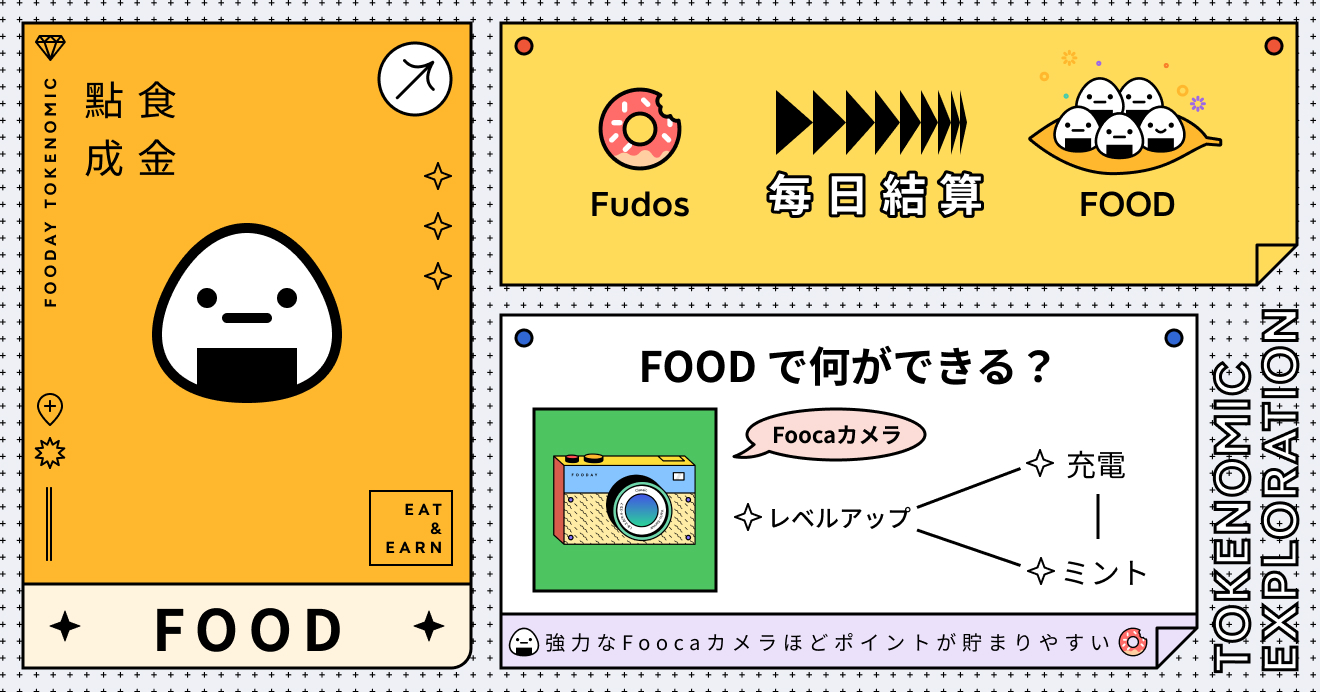 FOODAY TOKENOMIC
點食
成金
EAT
&
EARN
FOOD
Fudos
每日結算
FOOD
FOOD で何ができる？
FOODAY
Foocaカメラ
レベルアップ
充電
ミント
強力なFoocaカメラほどポイントが貯まりやすい
TOKENOMIC
EXPLORATION